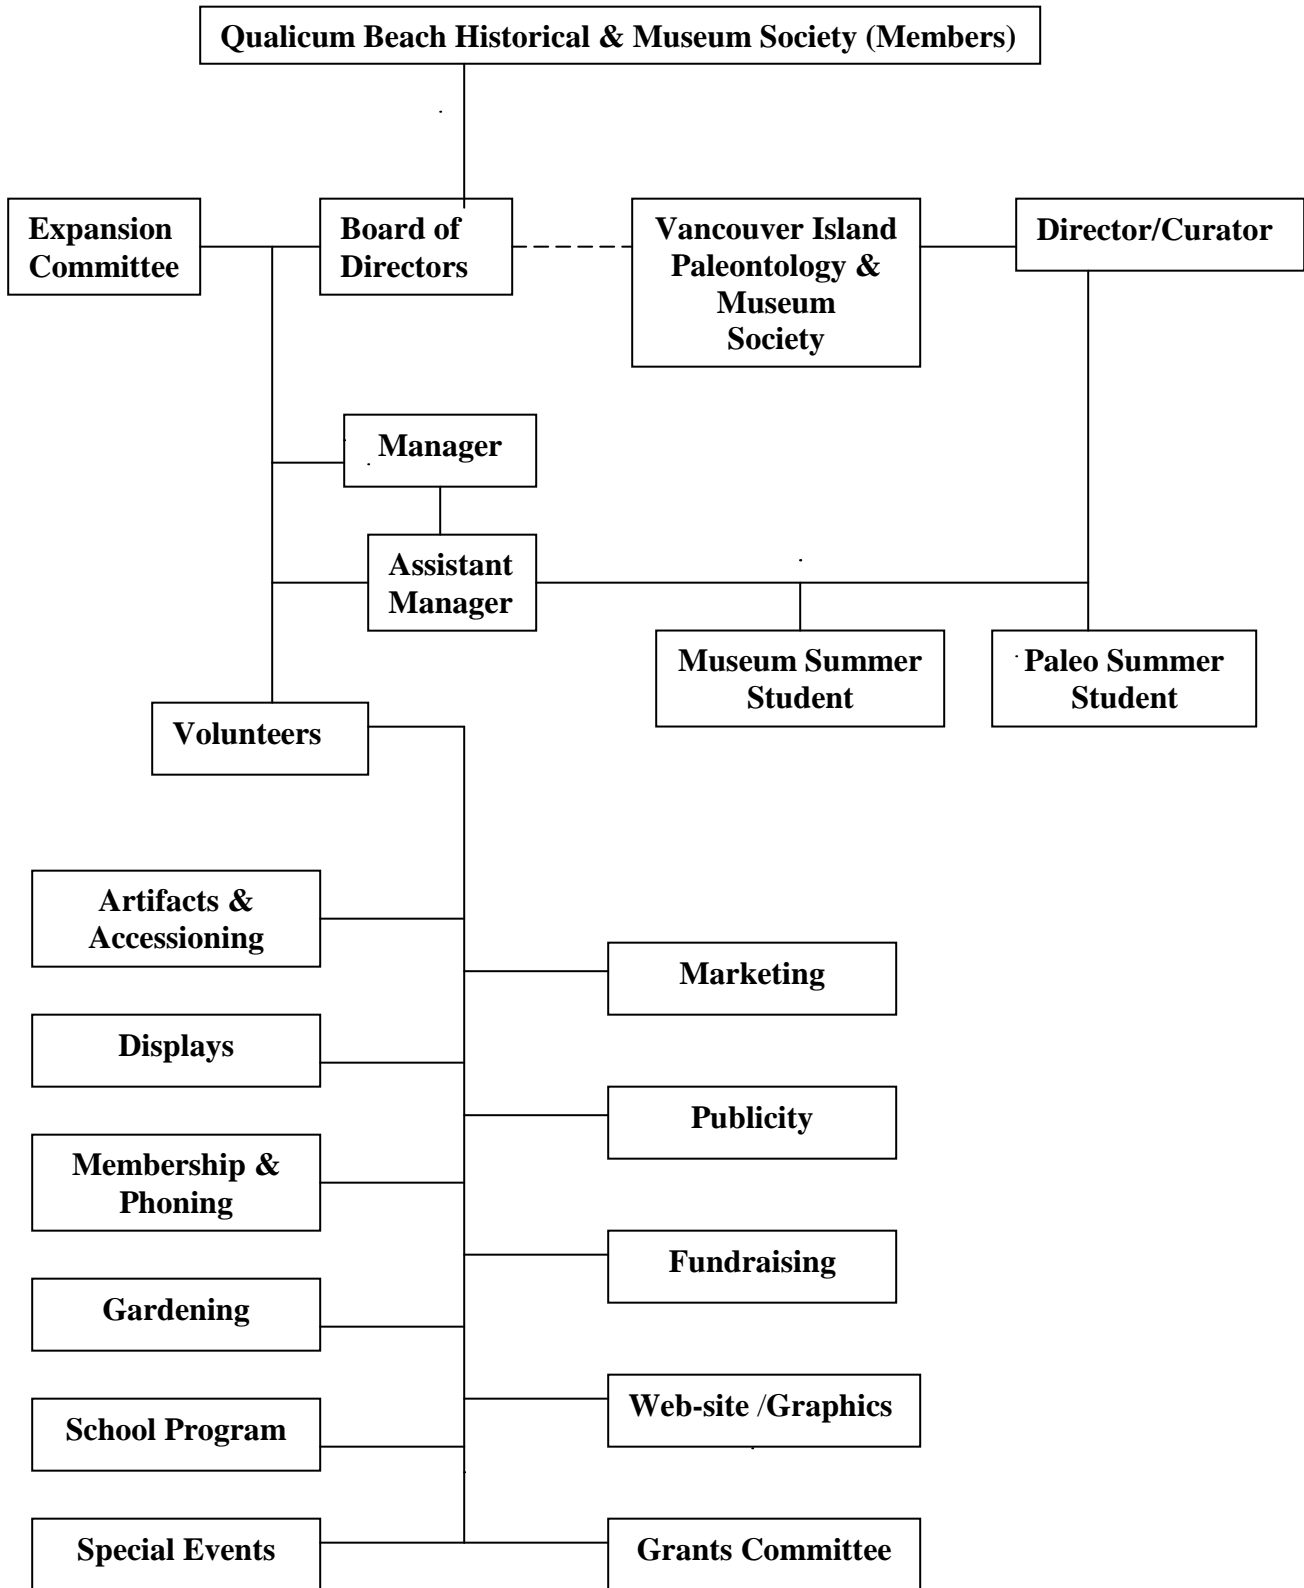 Qualicum Beach Historical & Museum Society (Members)
Expansion
Committee
Board of
Directors
Vancouver Island
Paleontology &
Museum
Society
Director/Curator
Manager
Assistant
Manager
Museum Summer
Student
Paleo Summer
Student
Volunteers
Artifacts &
Accessioning
Marketing
Displays
Publicity
Membership &
Phoning
Fundraising
Gardening
Web-site /Graphics
School Program
Special Events
Grants Committee